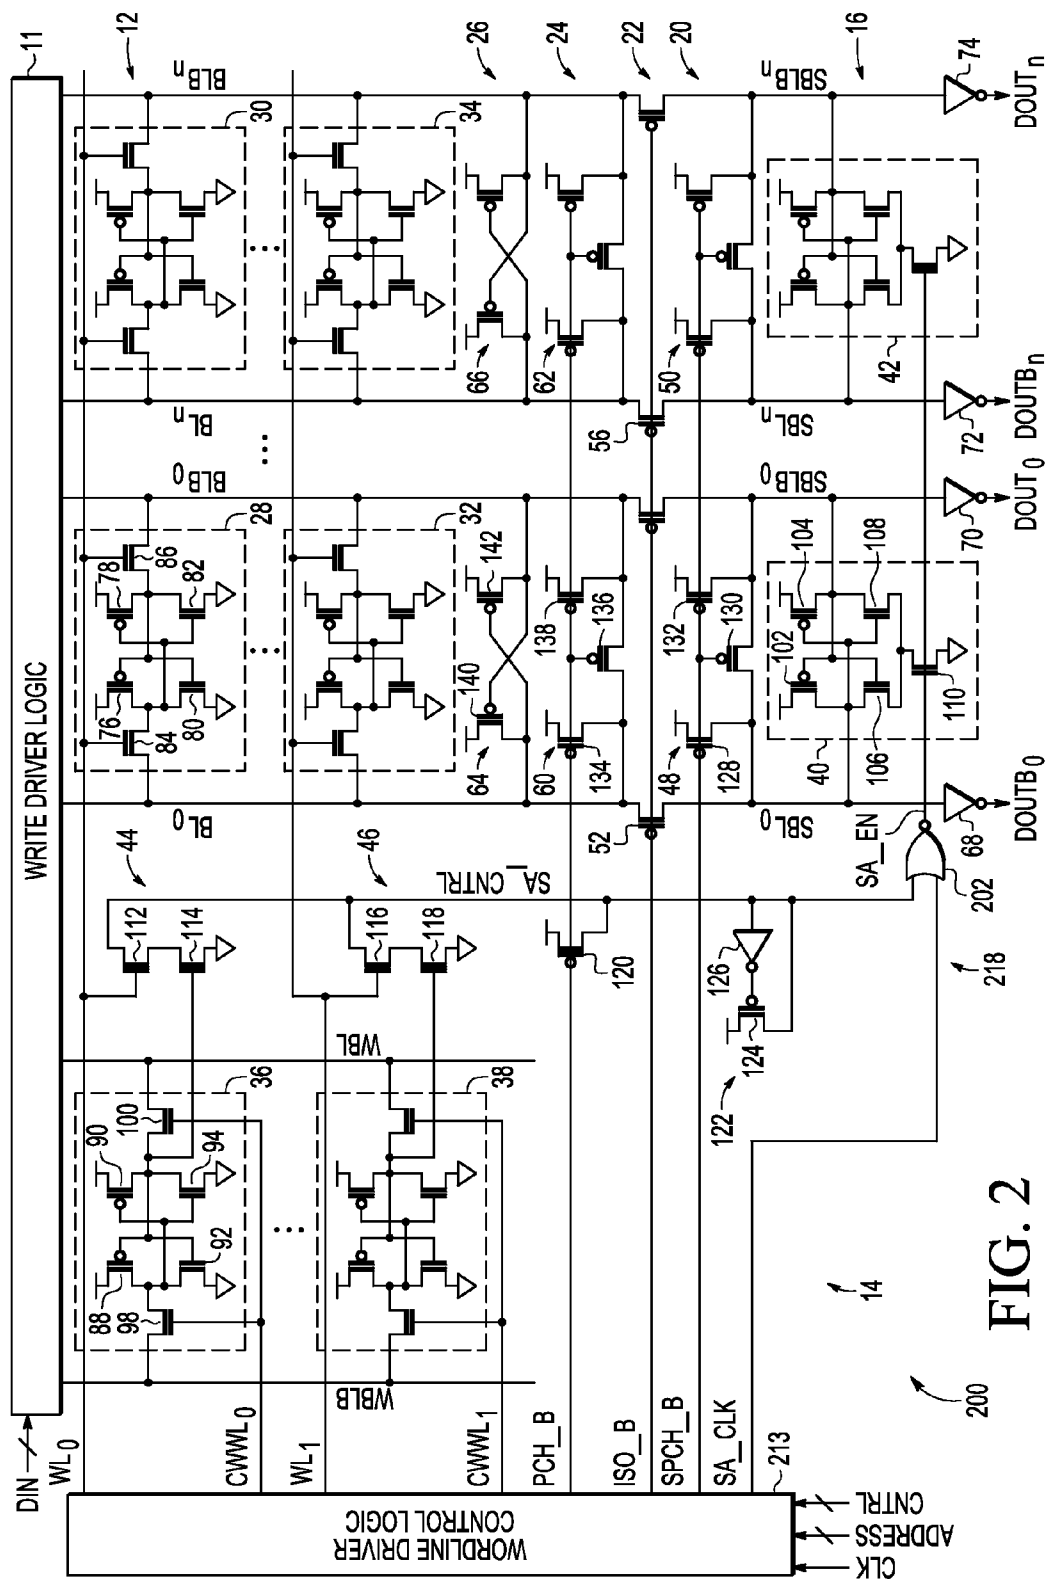 WRITE DRIVER LOGIC
11
DIN
WL0
CWWL0
WL1
CWWL1
PCH_B
ISO_B
SPCH_B
SA_CLK
213
WORDLINE DRIVER
CONTROL LOGIC
CLK
ADDRESS
CNTRL
WBLB
WBL
36
88
90
92
94
98
100
38
44
112
114
46
116
118
SA_CNTRL
120
122
124
126
SA_EN
202
218
BL0
BLB0
28
76
78
80
82
84
86
32
64
140
142
60
134
136
138
52
48
128
130
132
SBL0
SBLB0
40
102
104
106
108
110
68
70
DOUTB0
DOUT0
BLn
BLBn
12
30
34
26
66
24
62
22
56
20
50
SBLn
SBLBn
16
42
72
74
DOUTBn
DOUTn
14
200
FIG. 2